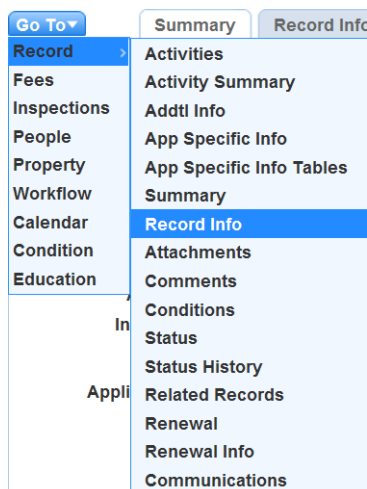 Go To▾
Summary
Record Info
Record ›
Fees
Inspections
People
Property
Workflow
Calendar
Condition
Education
In
Appli
Activities
Activity Summary
Addtl Info
App Specific Info
App Specific Info Tables
Summary
Record Info
Attachments
Comments
Conditions
Status
Status History
Related Records
Renewal
Renewal Info
Communications